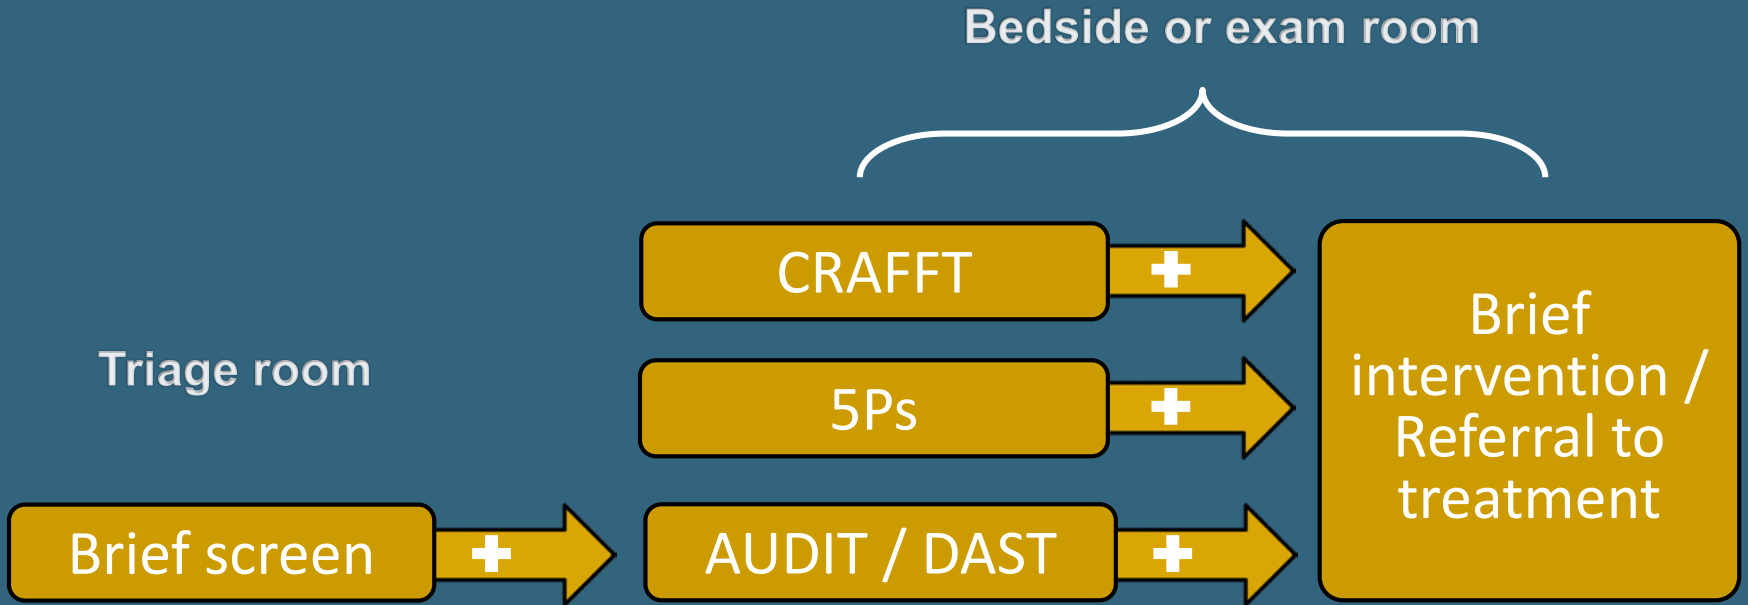 Bedside or exam room
CRAFFT
Triage room
5Ps
Brief
intervention /
Referral to
treatment
Brief screen
AUDIT / DAST